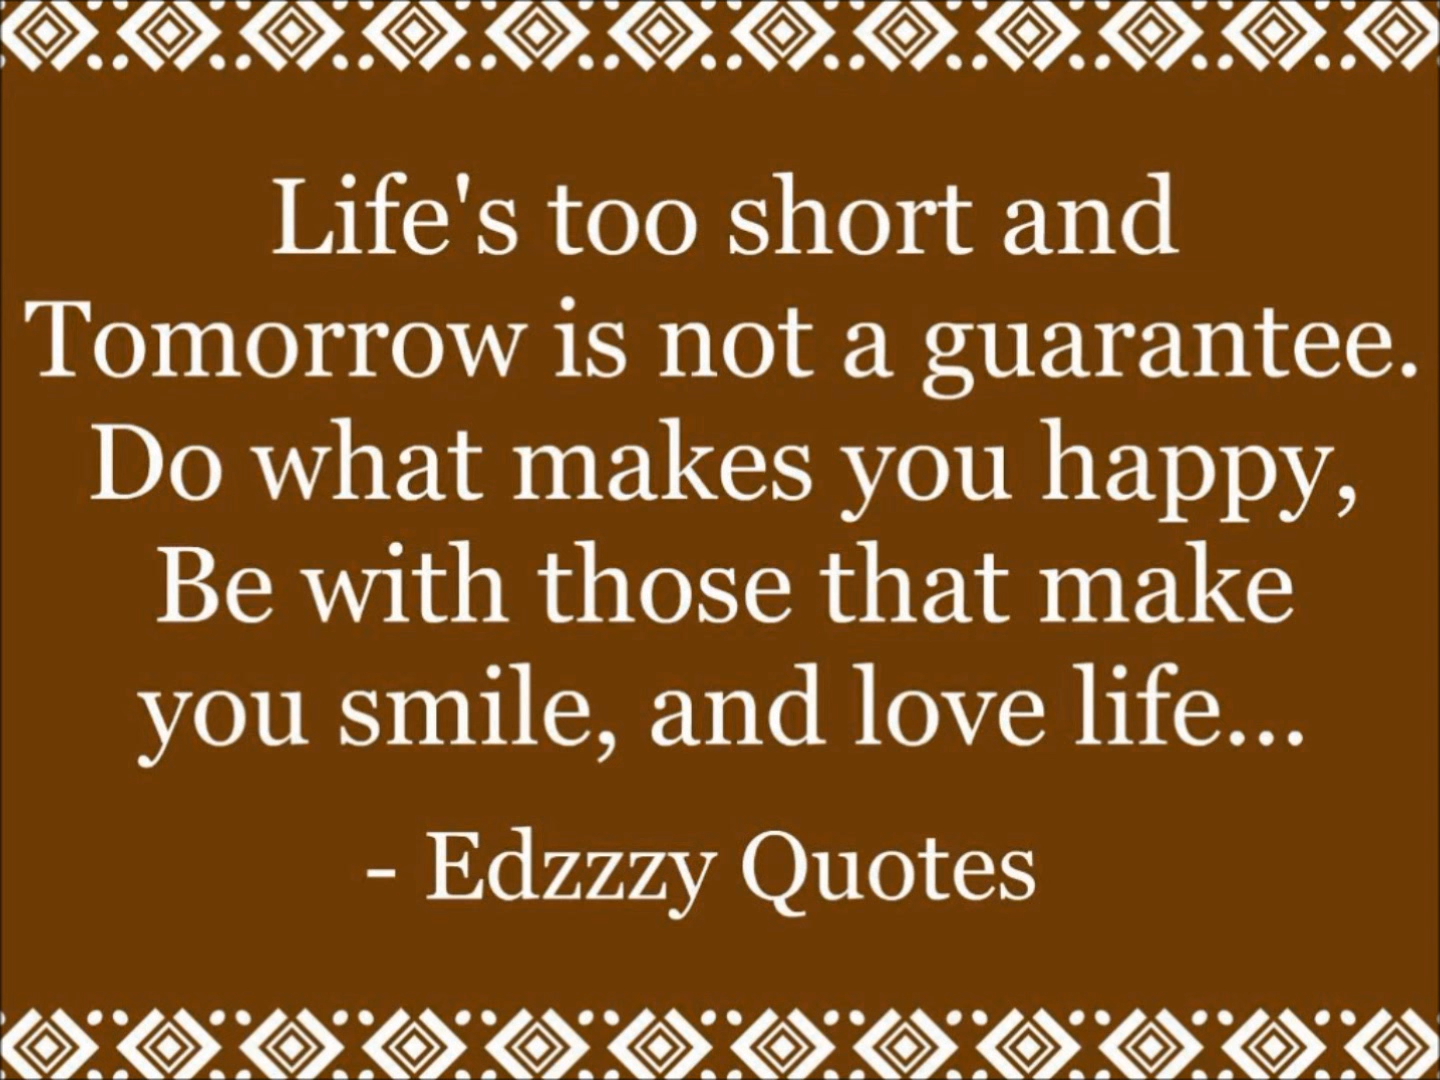 Life's too short and
Tomorrow is not a guarantee.
Do what makes you happy,
Be with those that make
you smile, and love life...
- Edzzzy Quotes